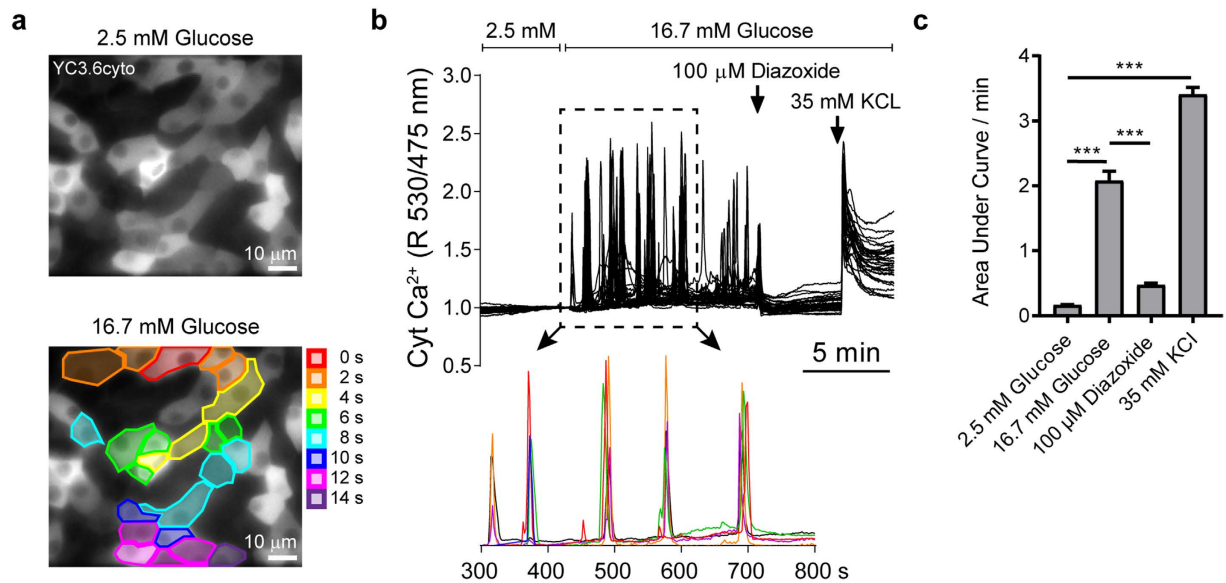 a
2.5 mM Glucose
YC3.6cyto
10 μm
16.7 mM Glucose
0 s
2 s
4 s
6 s
8 s
10 s
12 s
14 s
10 μm
b
2.5 mM
16.7 mM Glucose
100 μM Diazoxide
35 mM KCL
Cyt Ca²⁺ (R 530/475 nm)
3.0
2.5
2.0
1.5
1.0
0.5
5 min
300 400 500 600 700 800 s
c
Area Under Curve / min
4
3
2
1
0
***
***
***
2.5 mM Glucose
16.7 mM Glucose
100 μM Diazoxide
35 mM KCl